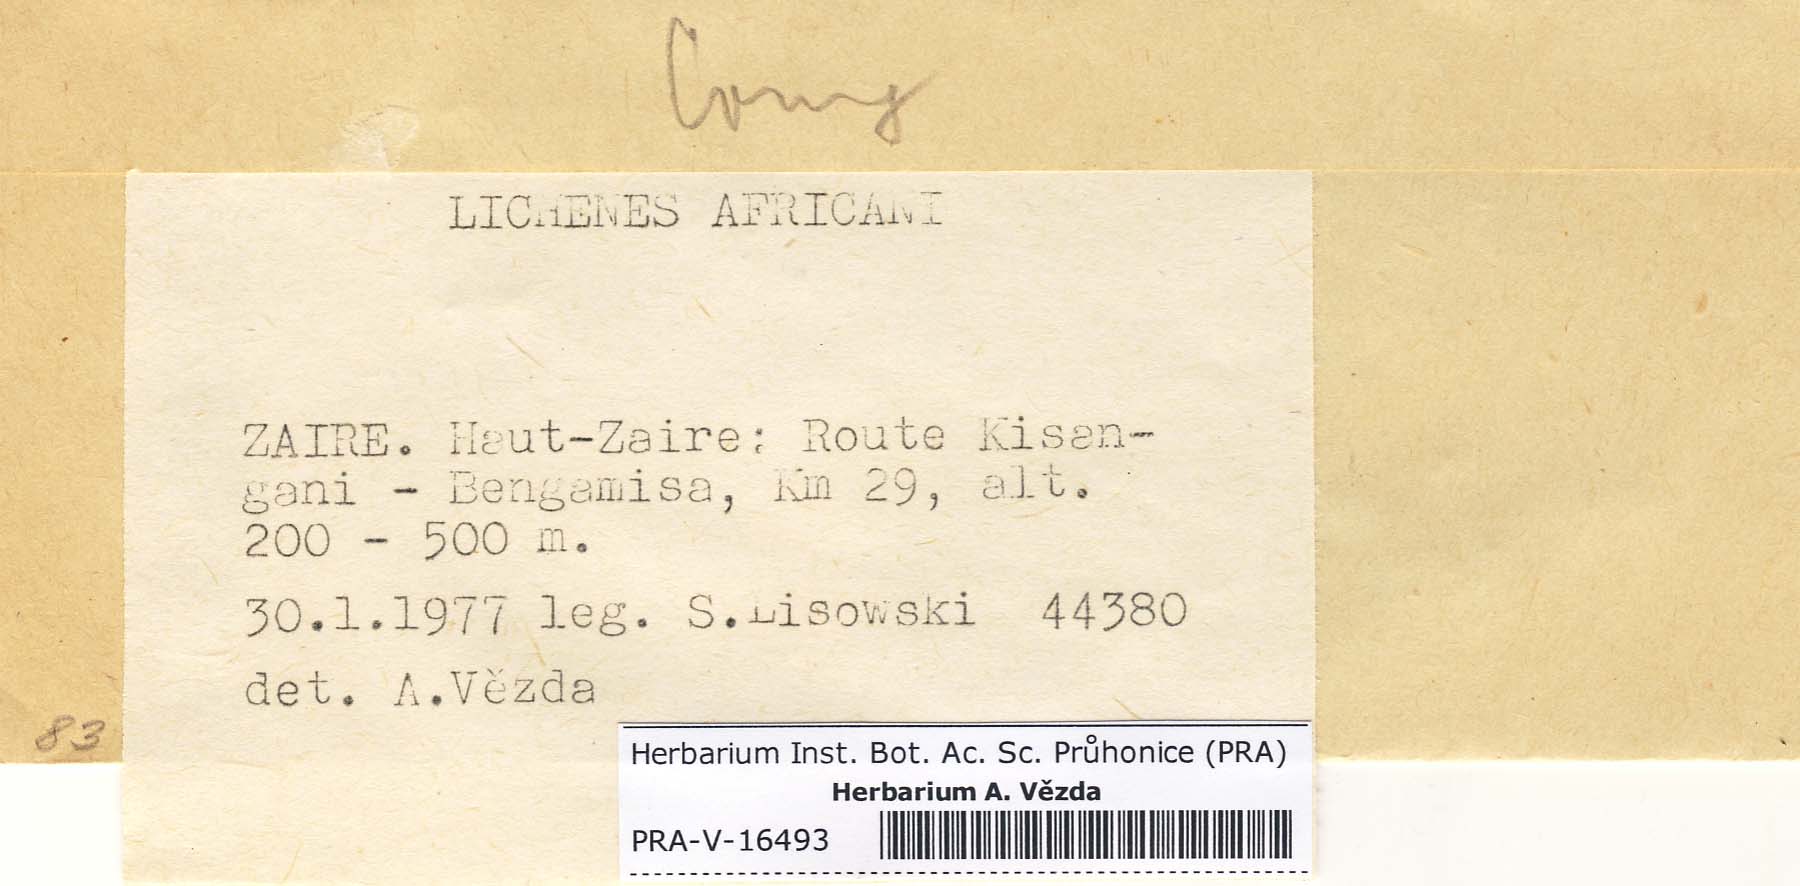 LICHENES AFRICANI
ZAIRE. Haut-Zaire: Route Kisan-
gani - Bengamisa, Km 29, alt.
200 - 500 m.
30.1.1977 leg. S.Lisowski 44380
det. A.Vězda
83
Herbarium Inst. Bot. Ac. Sc. Průhonice (PRA)
Herbarium A. Vězda
PRA-V-16493